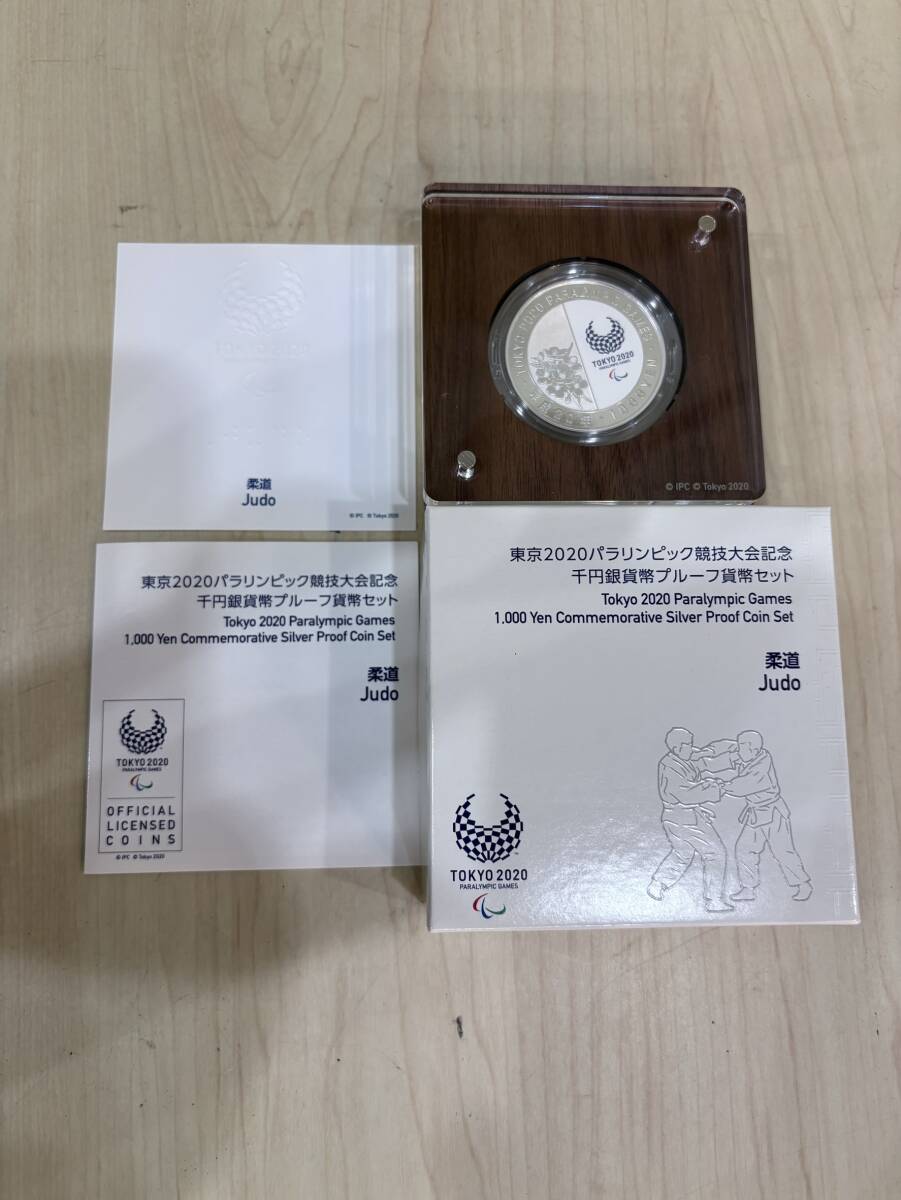 柔道
Judo
© IPC © Tokyo 2020
TOKYO 2020 PARALYMPIC GAMES
1000YEN
TOKYO 2020
PARALYMPIC GAMES
© IPC © Tokyo 2020
東京2020パラリンピック競技大会記念
千円銀貨幣プルーフ貨幣セット
Tokyo 2020 Paralympic Games
1,000 Yen Commemorative Silver Proof Coin Set
柔道
Judo
TOKYO 2020
PARALYMPIC GAMES
OFFICIAL
LICENSED
COINS
© IPC © Tokyo 2020
東京2020パラリンピック競技大会記念
千円銀貨幣プルーフ貨幣セット
Tokyo 2020 Paralympic Games
1,000 Yen Commemorative Silver Proof Coin Set
柔道
Judo
TOKYO 2020
PARALYMPIC GAMES